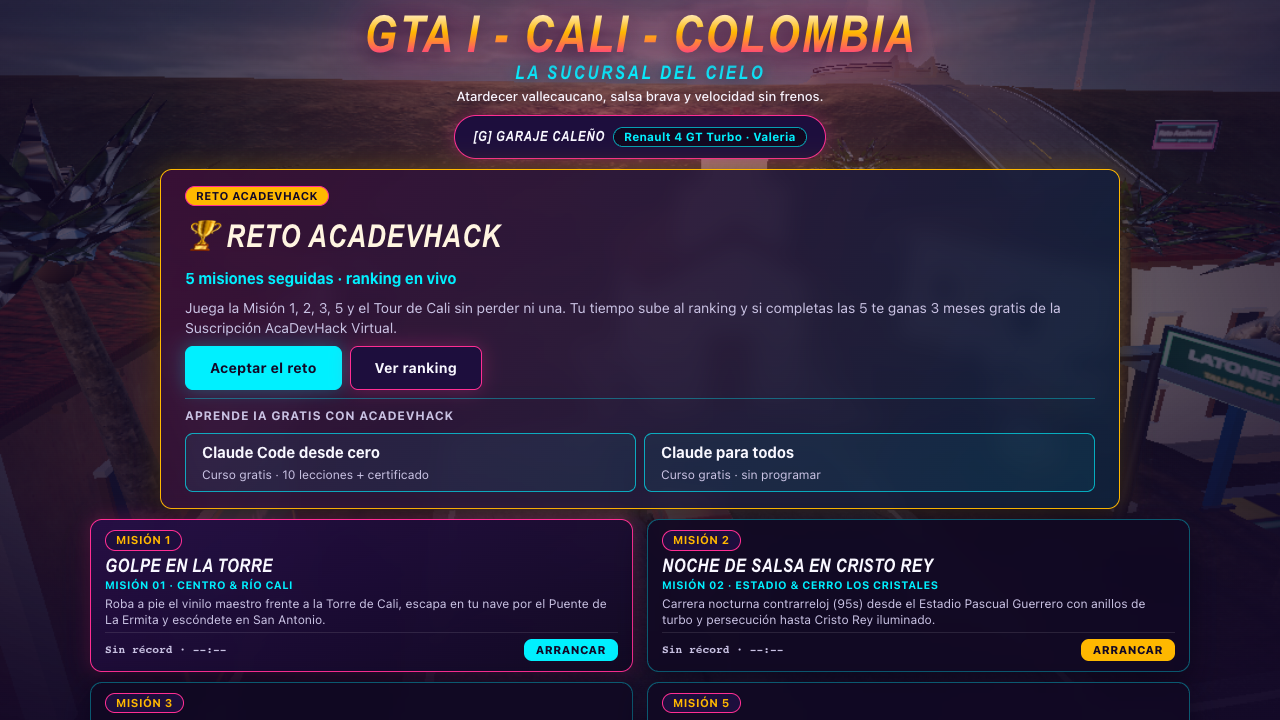 GTA I - CALI - COLOMBIA
LA SUCURSAL DEL CIELO
Atardecer vallecaucano, salsa brava y velocidad sin frenos.
[G] GARAJE CALEÑO Renault 4 GT Turbo · Valeria
RETO ACADEVHACK
🏆 RETO ACADEVHACK
5 misiones seguidas · ranking en vivo
Juega la Misión 1, 2, 3, 5 y el Tour de Cali sin perder ni una. Tu tiempo sube al ranking y si completas las 5 te ganas 3 meses gratis de la
Suscripción AcaDevHack Virtual.
Aceptar el reto
Ver ranking
APRENDE IA GRATIS CON ACADEVHACK
Claude Code desde cero
Curso gratis · 10 lecciones + certificado
Claude para todos
Curso gratis · sin programar
MISIÓN 1
GOLPE EN LA TORRE
MISIÓN 01 · CENTRO & RÍO CALI
Roba a pie el vinilo maestro frente a la Torre de Cali, escapa en tu nave por el Puente de
La Ermita y escóndete en San Antonio.
Sin récord · --:--
ARRANCAR
MISIÓN 2
NOCHE DE SALSA EN CRISTO REY
MISIÓN 02 · ESTADIO & CERRO LOS CRISTALES
Carrera nocturna contrarreloj (95s) desde el Estadio Pascual Guerrero con anillos de
turbo y persecución hasta Cristo Rey iluminado.
Sin récord · --:--
ARRANCAR
MISIÓN 3
MISIÓN 5
Reto AcaDevHack
TALLER CALI